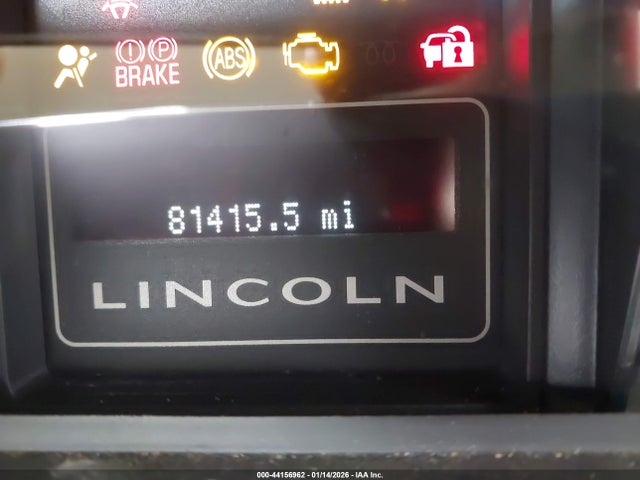 BRAKE
ABS
81415.5 mi
LINCOLN
000-44156962 | 01/14/2026 - IAA Inc.